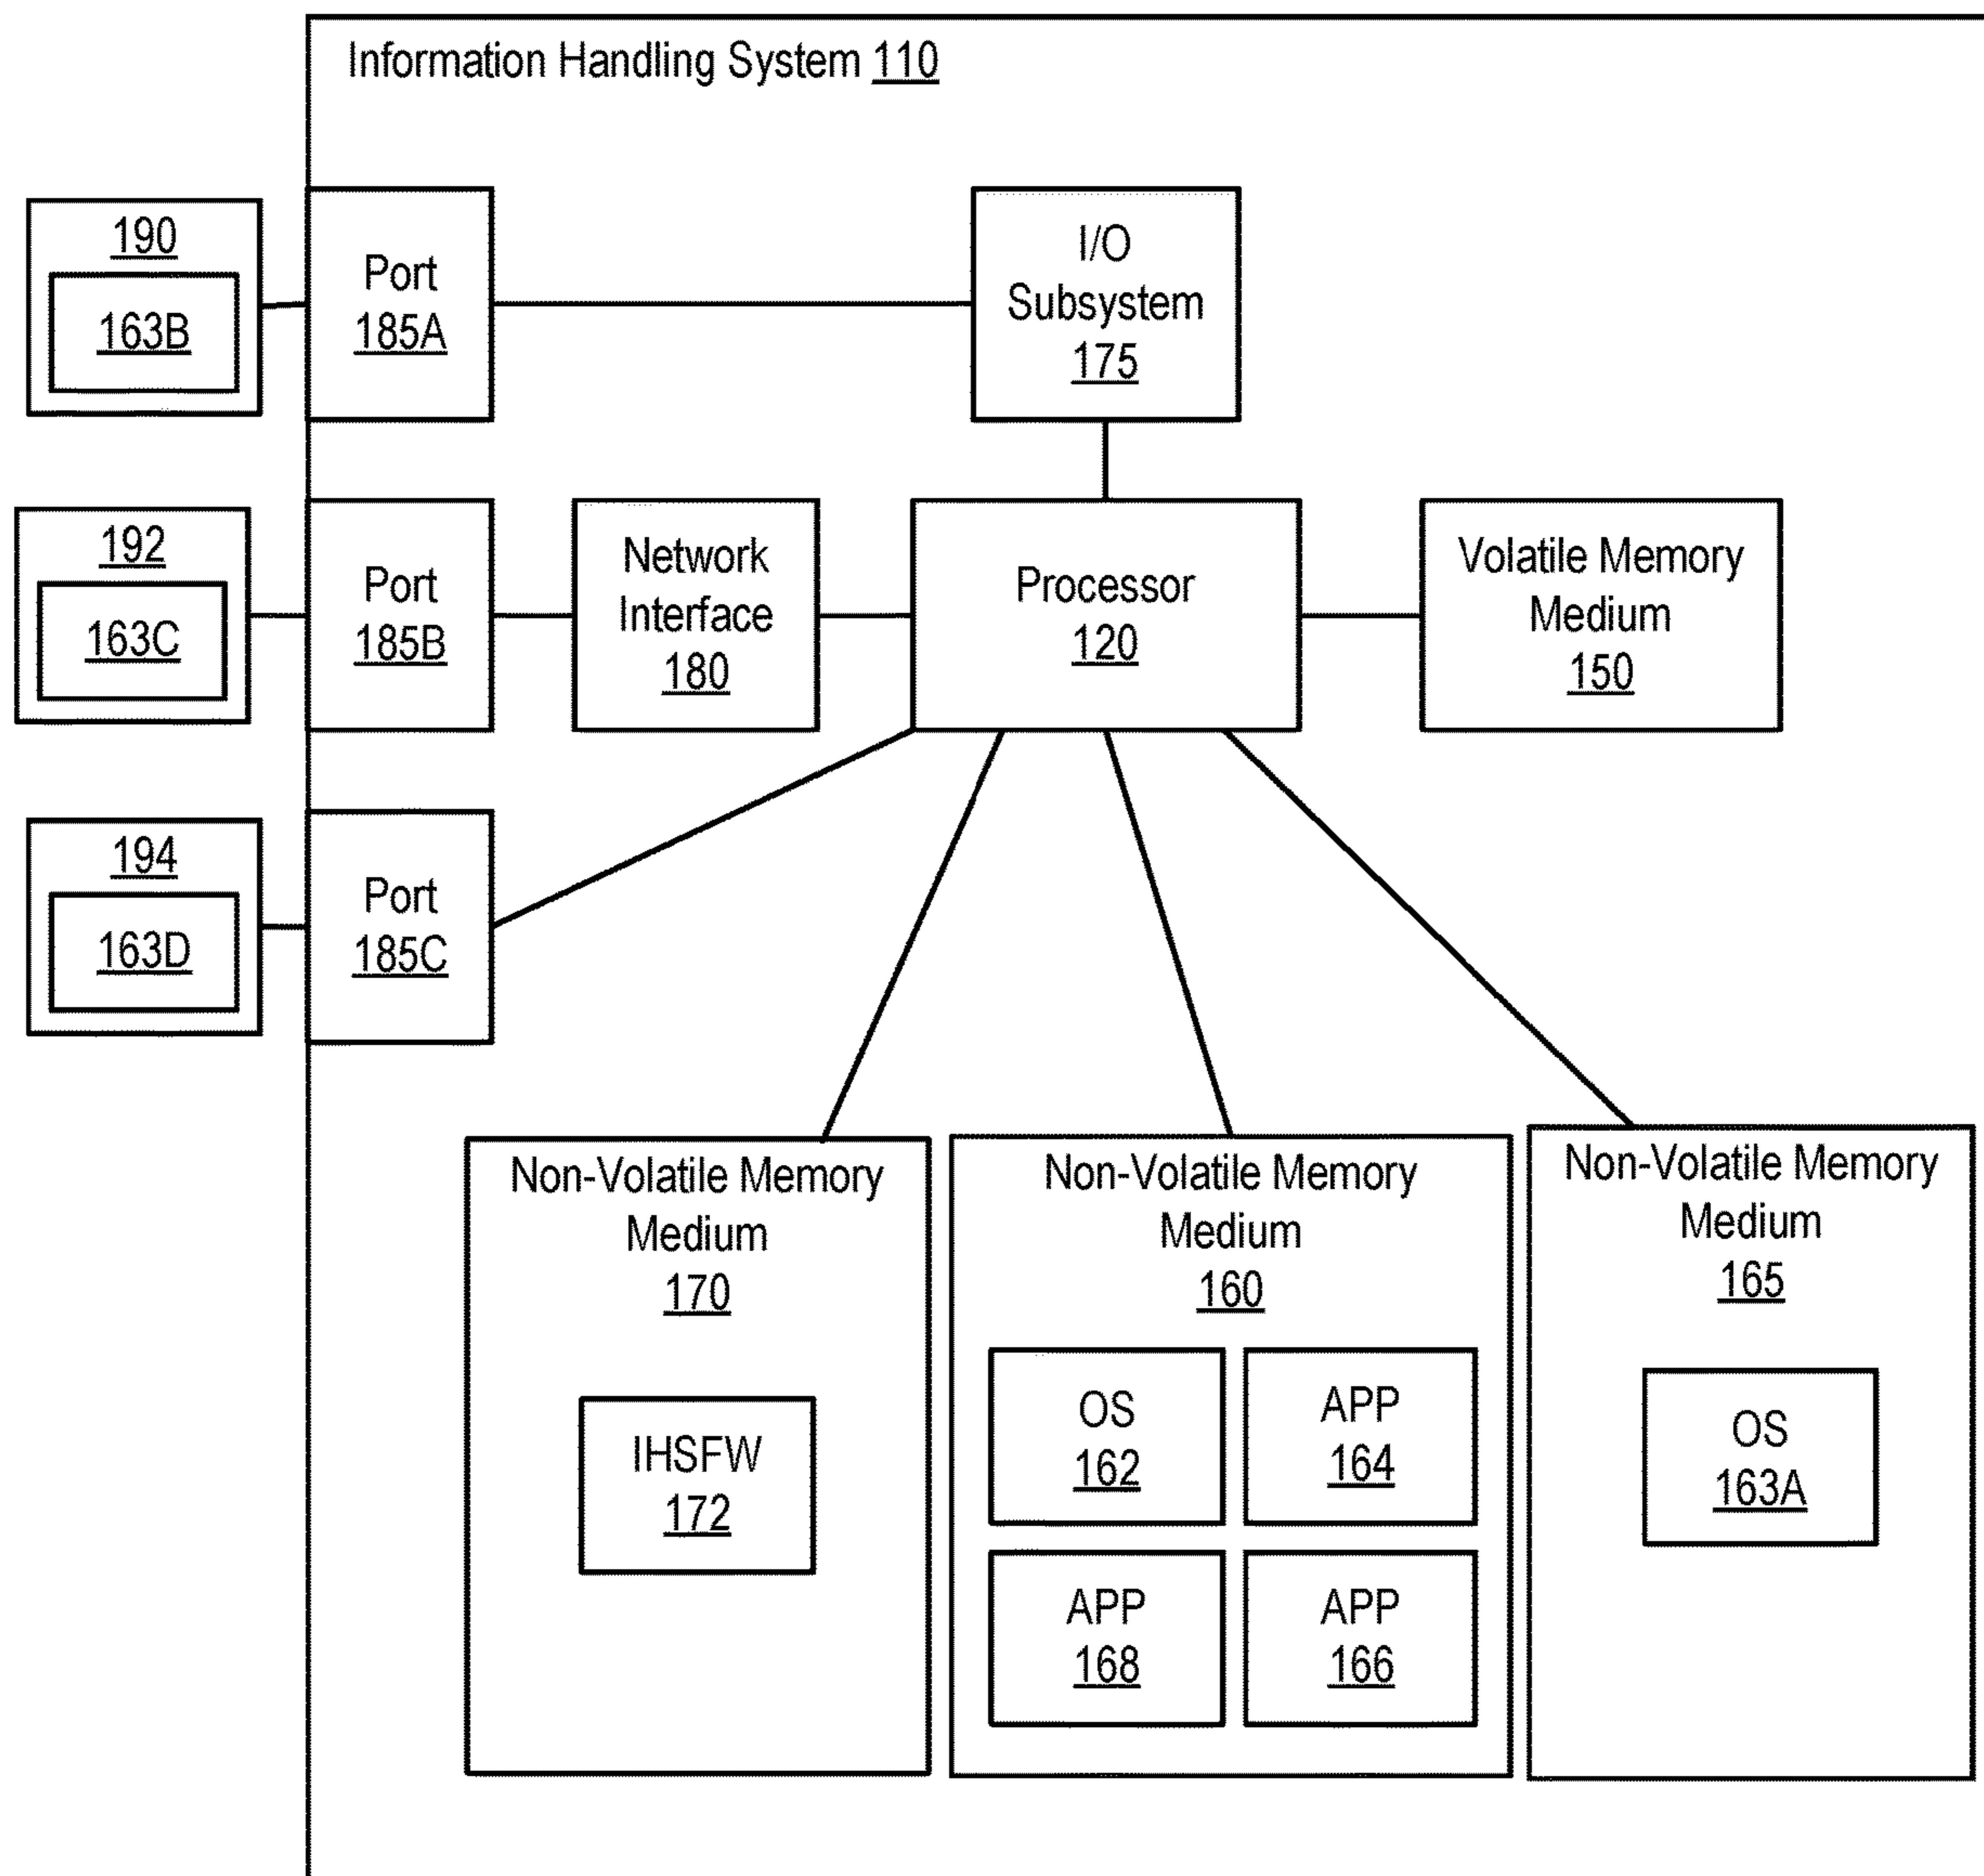 Information Handling System 110
190
163B
Port
185A
I/O
Subsystem
175
192
163C
Port
185B
Network
Interface
180
Processor
120
Volatile Memory
Medium
150
194
163D
Port
185C
Non-Volatile Memory
Medium
170
IHSFW
172
Non-Volatile Memory
Medium
160
OS
162
APP
164
APP
168
APP
166
Non-Volatile Memory
Medium
165
OS
163A